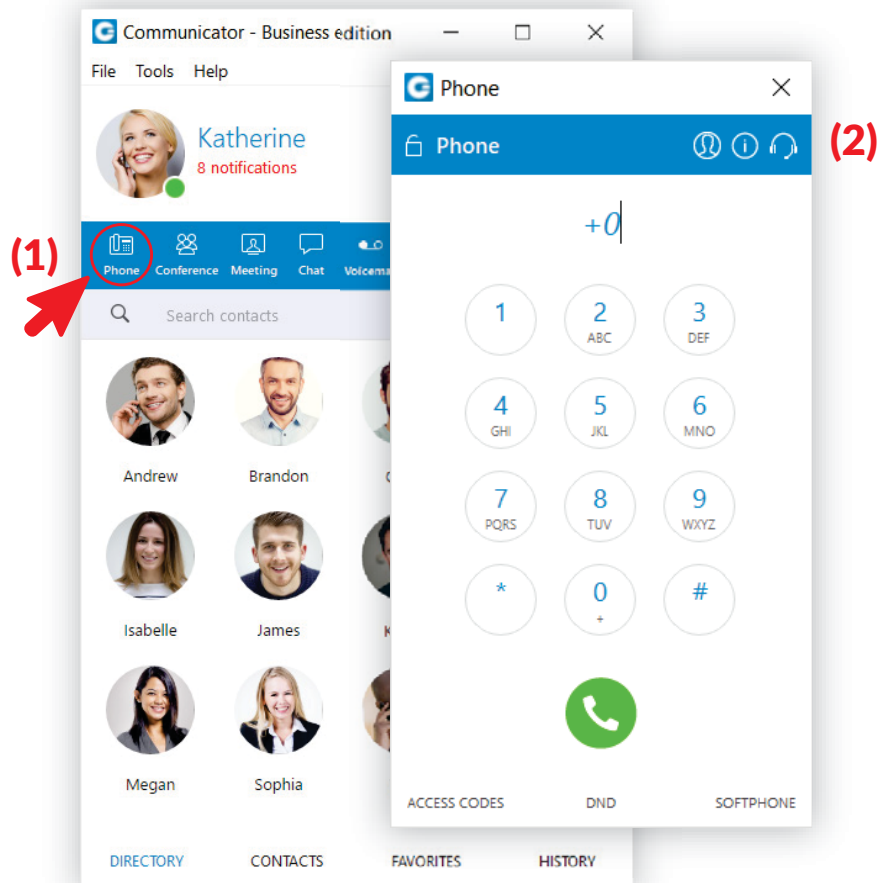 Communicator - Business edition
File Tools Help
Katherine
8 notifications
(1)
Phone Conference Meeting Chat Voicema
Search contacts
Andrew Brandon
Isabelle James
Megan Sophia
DIRECTORY CONTACTS FAVORITES HISTORY
Phone
Phone
(2)
+0
1 2 3
ABC DEF
4 5 6
GHI JKL MNO
7 8 9
PQRS TUV WXYZ
* 0 #
+
ACCESS CODES DND SOFTPHONE